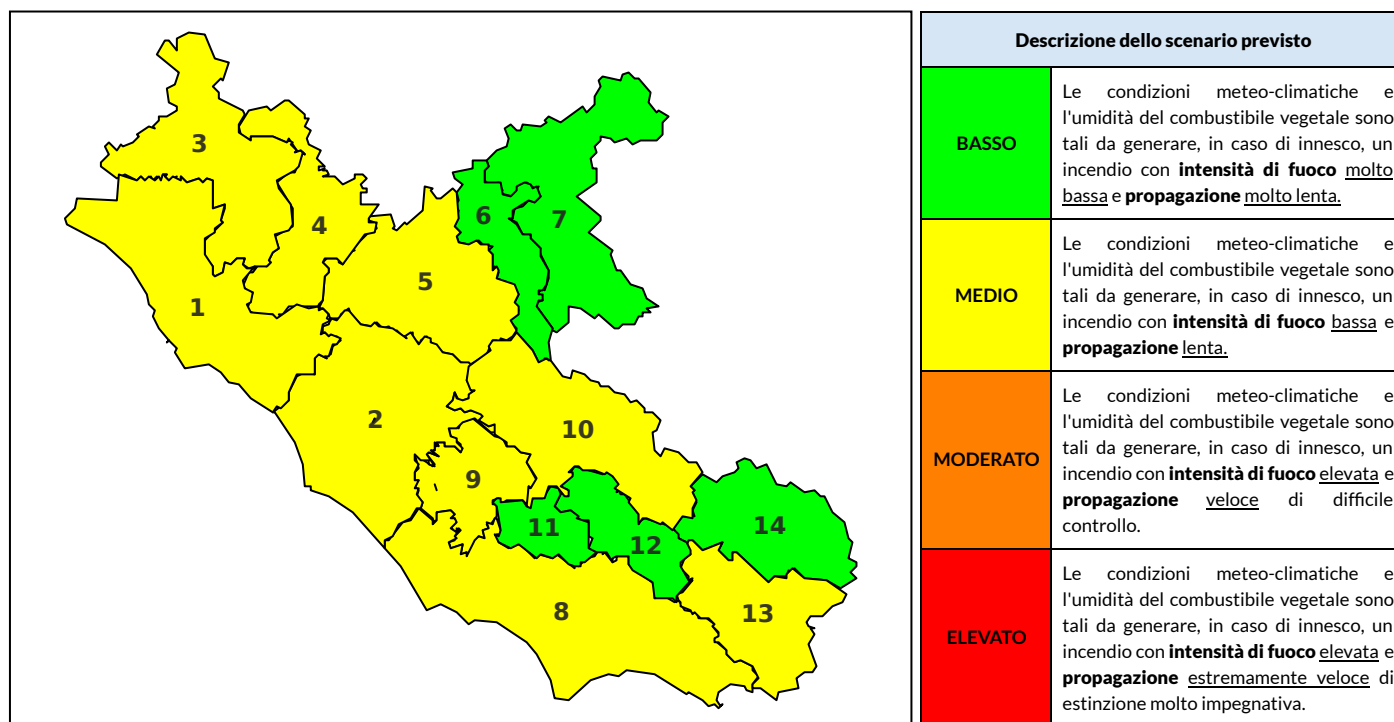 3
4
6
7
5
1
2
10
9
11
12
14
8
13
Descrizione dello scenario previsto
BASSO
Le condizioni meteo-climatiche e
l'umidità del combustibile vegetale sono
tali da generare, in caso di innesco, un
incendio con intensità di fuoco molto
bassa e propagazione molto lenta.
MEDIO
Le condizioni meteo-climatiche e
l'umidità del combustibile vegetale sono
tali da generare, in caso di innesco, un
incendio con intensità di fuoco bassa e
propagazione lenta.
MODERATO
Le condizioni meteo-climatiche e
l'umidità del combustibile vegetale sono
tali da generare, in caso di innesco, un
incendio con intensità di fuoco elevata e
propagazione veloce di difficile
controllo.
ELEVATO
Le condizioni meteo-climatiche e
l'umidità del combustibile vegetale sono
tali da generare, in caso di innesco, un
incendio con intensità di fuoco elevata e
propagazione estremamente veloce di
estinzione molto impegnativa.